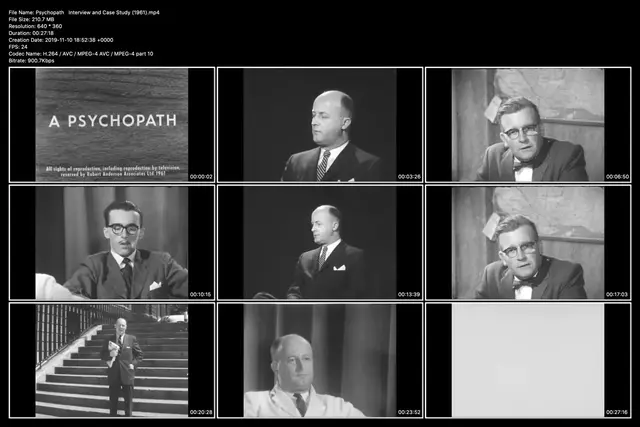 File Name: Psychopath   Interview and Case Study (1961).mp4
File Size: 210.7 MB
Resolution: 640 * 360
Duration: 00:27:18
Creation Date: 2019-11-10 18:52:38 +0000
FPS: 24
Codec Name: H.264 / AVC / MPEG-4 AVC / MPEG-4 part 10
Bitrate: 900.7Kbps
A PSYCHOPATH
All rights of reproduction, including reproduction by television,
reserved by Robert Anderson Associates Ltd. 1961
00:00:02
00:03:26
00:06:50
00:10:15
00:13:39
00:17:03
00:20:28
00:23:52
00:27:16